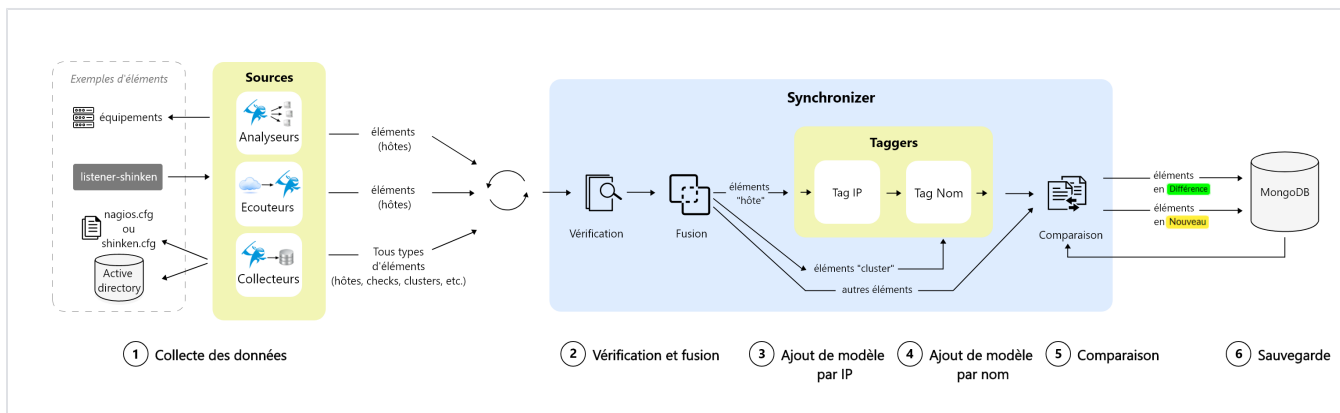 Exemples d'éléments
équipements
listener-shinken
nagios.cfg
ou
shinken.cfg
Active
directory
Sources
Analyseurs
Ecouteurs
Collecteurs
éléments
(hôtes)
éléments
(hôtes)
Tous types
d'éléments
(hôtes, checks, clusters, etc.)
Synchronizer
Vérification
Fusion
éléments
"hôte"
Taggers
Tag IP
Tag Nom
éléments "cluster"
autres éléments
Comparaison
éléments
en Différence
éléments
en Nouveau
MongoDB
1 Collecte des données
2 Vérification et fusion
3 Ajout de modèle
par IP
4 Ajout de modèle
par nom
5 Comparaison
6 Sauvegarde